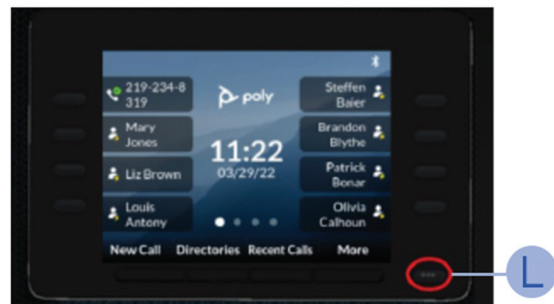 219-234-8
319
Mary
Jones
Liz Brown
Louis
Antony
poly
11:22
03/29/22
Steffen
Baier
Brandon
Blythe
Patrick
Bonar
Olivia
Calhoun
New Call Directories Recent Calls More
L